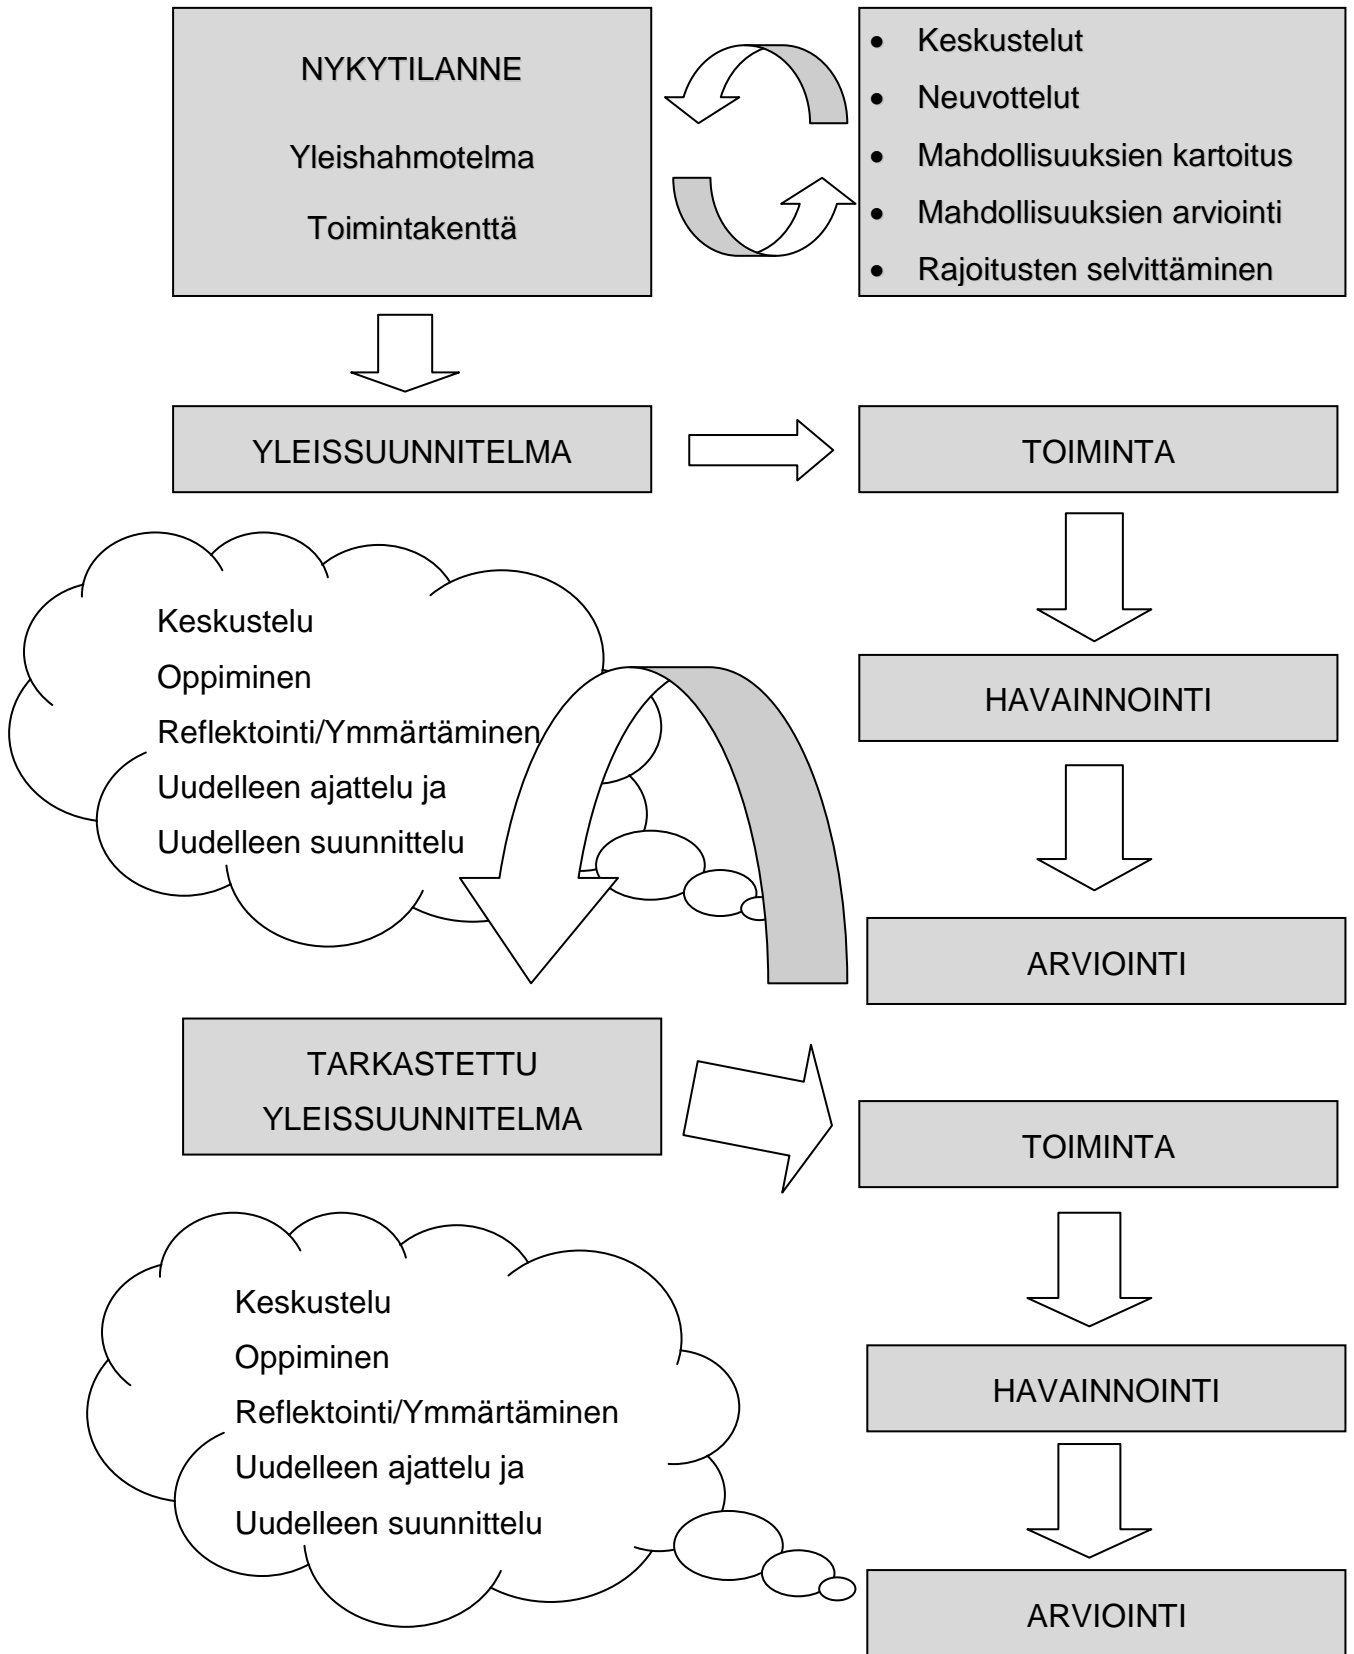 NYKYTILANNE
Yleishahmotelma
Toimintakenttä
• Keskustelut
• Neuvottelut
• Mahdollisuuksien kartoitus
• Mahdollisuuksien arviointi
• Rajoitusten selvittäminen
YLEISSUUNNITELMA
TOIMINTA
Keskustelu
Oppiminen
Reflektointi/Ymmärtäminen
Uudelleen ajattelu ja
Uudelleen suunnittelu
HAVAINNOINTI
ARVIOINTI
TARKASTETTU
YLEISSUUNNITELMA
TOIMINTA
Keskustelu
Oppiminen
Reflektointi/Ymmärtäminen
Uudelleen ajattelu ja
Uudelleen suunnittelu
HAVAINNOINTI
ARVIOINTI